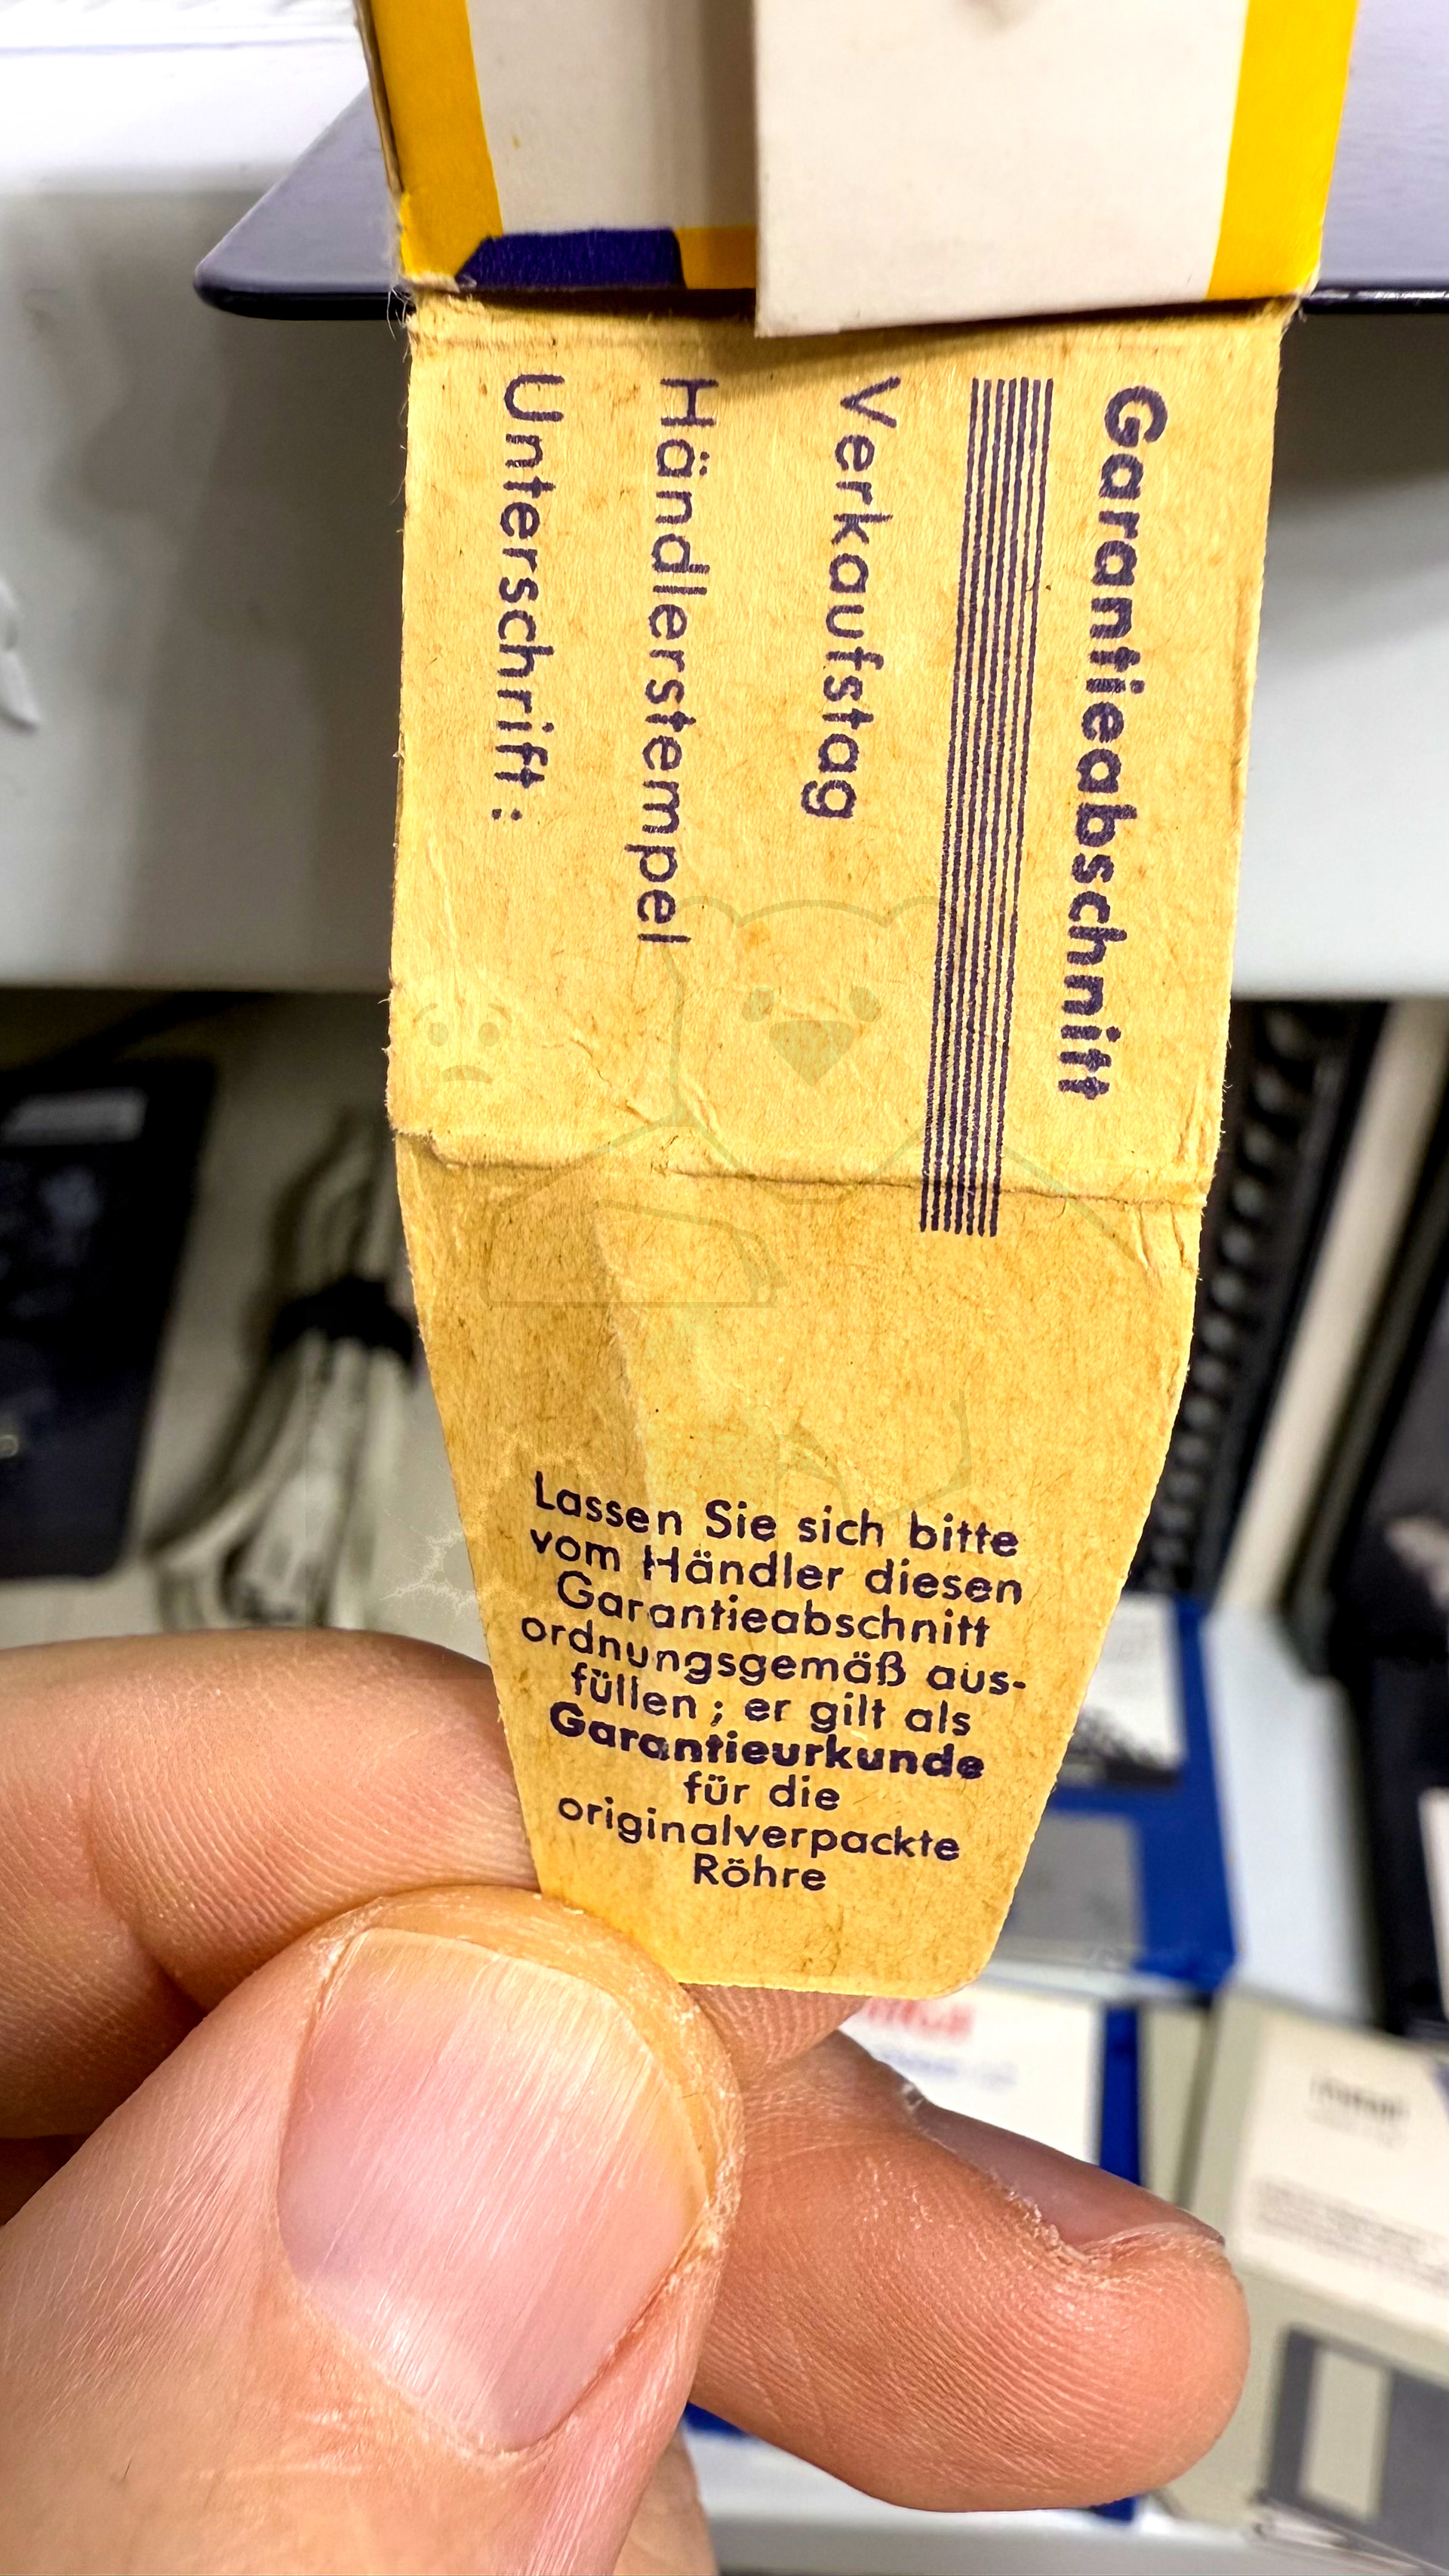 Garantieabschnitt
Verkaufstag
Händlerstempel
Unterschrift:
Lassen Sie sich bitte
vom Händler diesen
Garantieabschnitt
ordnungsgemäß aus-
füllen; er gilt als
Garantieurkunde
für die
originalverpackte
Röhre